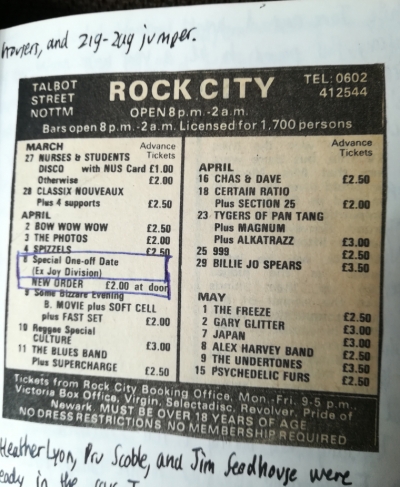 trousers, and zig-zag jumper.
TALBOT STREET NOTTM
ROCK CITY
TEL: 0602 412544
OPEN 8 p.m.-2 a.m.
Bars open 8 p.m.-2 a.m. Licensed for 1,700 persons
Advance Tickets
MARCH
27 NURSES & STUDENTS
DISCO with NUS Card £1.00
Otherwise £2.00
28 CLASSIX NOUVEAUX
Plus 4 supports £2.50
APRIL
2 BOW WOW WOW £2.50
3 THE PHOTOS £2.00
4 SPIZZELS £2.50
8 Special One-off Date
(Ex Joy Division)
NEW ORDER £2.00 at door
9 Some Bizzare Evening
B. MOVIE plus SOFT CELL
plus FAST SET £2.00
10 Reggae Special
CULTURE £3.00
11 THE BLUES BAND
Plus SUPERCHARGE £2.50
Advance Tickets
APRIL
16 CHAS & DAVE £2.50
18 CERTAIN RATIO
Plus SECTION 25 £2.00
23 TYGERS OF PAN TANG
Plus MAGNUM
Plus ALKATRAZZ £3.00
25 999 £2.50
29 BILLIE JO SPEARS £3.50
MAY
1 THE FREEZE £2.50
2 GARY GLITTER £3.00
7 JAPAN £3.00
8 ALEX HARVEY BAND £2.50
9 THE UNDERTONES £3.50
15 PSYCHEDELIC FURS £2.50
Tickets from Rock City Booking Office, Mon.-Fri. 9-5 p.m.
Victoria Box Office, Virgin, Selectadisc, Revolver, Pride of
Newark. MUST BE OVER 18 YEARS OF AGE
NO DRESS RESTRICTIONS NO MEMBERSHIP REQUIRED
Heather Lyon, Pru Scoble, and Jim Seedhouse were
in the